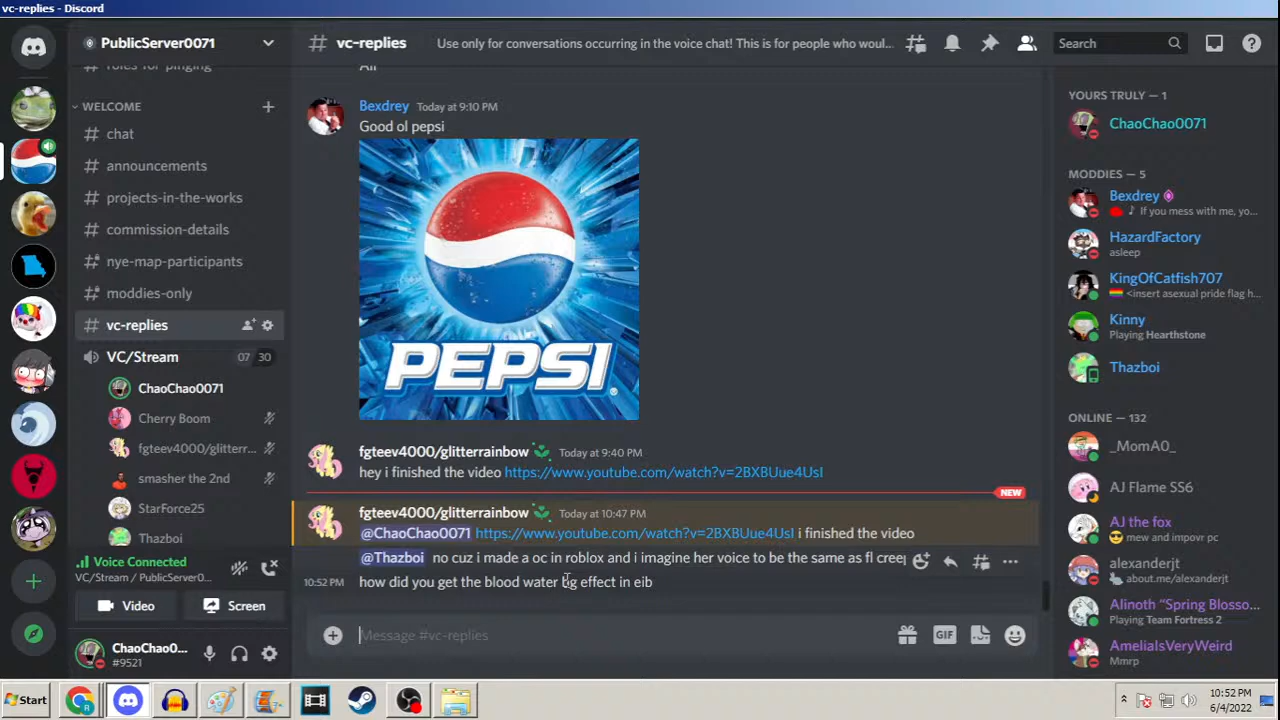 vc-replies - Discord
PublicServer0071
# vc-replies
Use only for conversations occurring in the voice chat! This is for people who woul...
Search
roles-for-pinging
WELCOME
chat
announcements
projects-in-the-works
commission-details
nye-map-participants
moddies-only
vc-replies
VC/Stream 07 30
ChaoChao0071
Cherry Boom
fgteev4000/glitterr...
smasher the 2nd
StarForce25
Thazboi
Voice Connected
VC/Stream / PublicServer0...
Video
Screen
ChaoChao0...
#9521
Bexdrey Today at 9:10 PM
Good ol pepsi
PEPSI®
fgteev4000/glitterrainbow Today at 9:40 PM
hey i finished the video https://www.youtube.com/watch?v=2BXBUue4UsI
NEW
fgteev4000/glitterrainbow Today at 10:47 PM
@ChaoChao0071 https://www.youtube.com/watch?v=2BXBUue4UsI i finished the video
@Thazboi no cuz i made a oc in roblox and i imagine her voice to be the same as fl creep
10:52 PM how did you get the blood water bg effect in eib
Message #vc-replies
GIF
YOURS TRULY — 1
ChaoChao0071
MODDIES — 5
Bexdrey
If you mess with me, yo...
HazardFactory
asleep
KingOfCatfish707
<insert asexual pride flag h...
Kinny
Playing Hearthstone
Thazboi
ONLINE — 132
_MomA0_
AJ Flame SS6
AJ the fox
mew and impovr pc
alexanderjt
about.me/alexanderjt
Alinoth “Spring Blosso...
Playing Team Fortress 2
AmeliaIsVeryWeird
Mmrp
Start
10:52 PM
6/4/2022